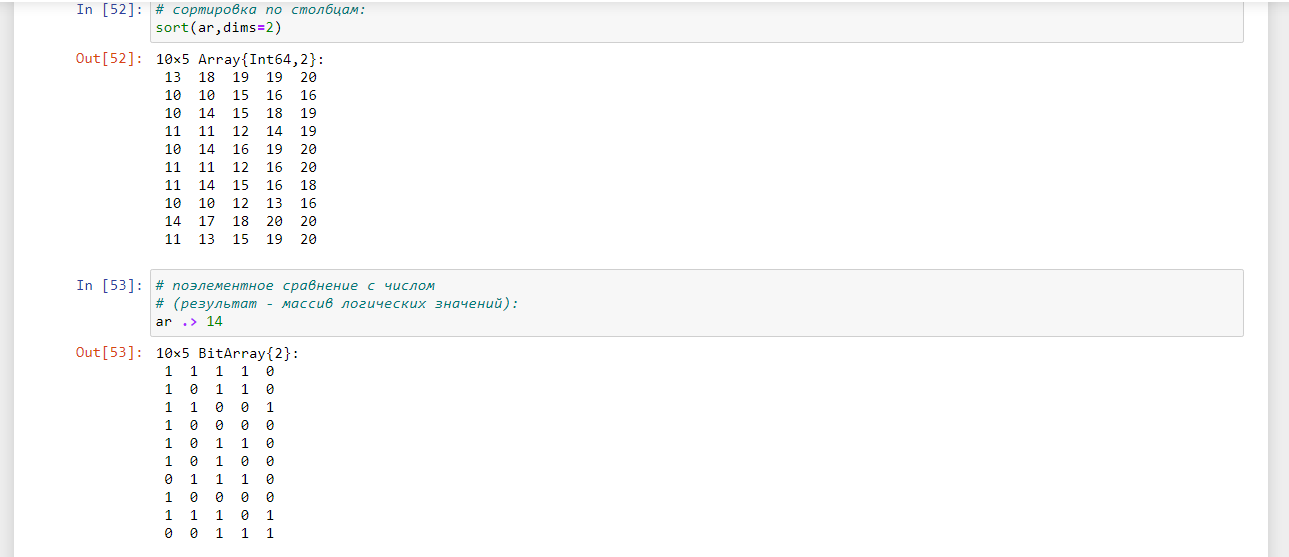 In [52]: # сортировка по столбцам:
sort(ar,dims=2)
Out[52]: 10×5 Array{Int64,2}:
13 18 19 19 20
10 10 15 16 16
10 14 15 18 19
11 11 12 14 19
10 14 16 19 20
11 11 12 16 20
11 14 15 16 18
10 10 12 13 16
14 17 18 20 20
11 13 15 19 20
In [53]: # поэлементное сравнение с числом
# (результат - массив логических значений):
ar .> 14
Out[53]: 10×5 BitArray{2}:
1 1 1 1 0
1 0 1 1 0
1 1 0 0 1
1 0 0 0 0
1 0 1 1 0
1 0 1 0 0
0 1 1 1 0
1 0 0 0 0
1 1 1 0 1
0 0 1 1 1